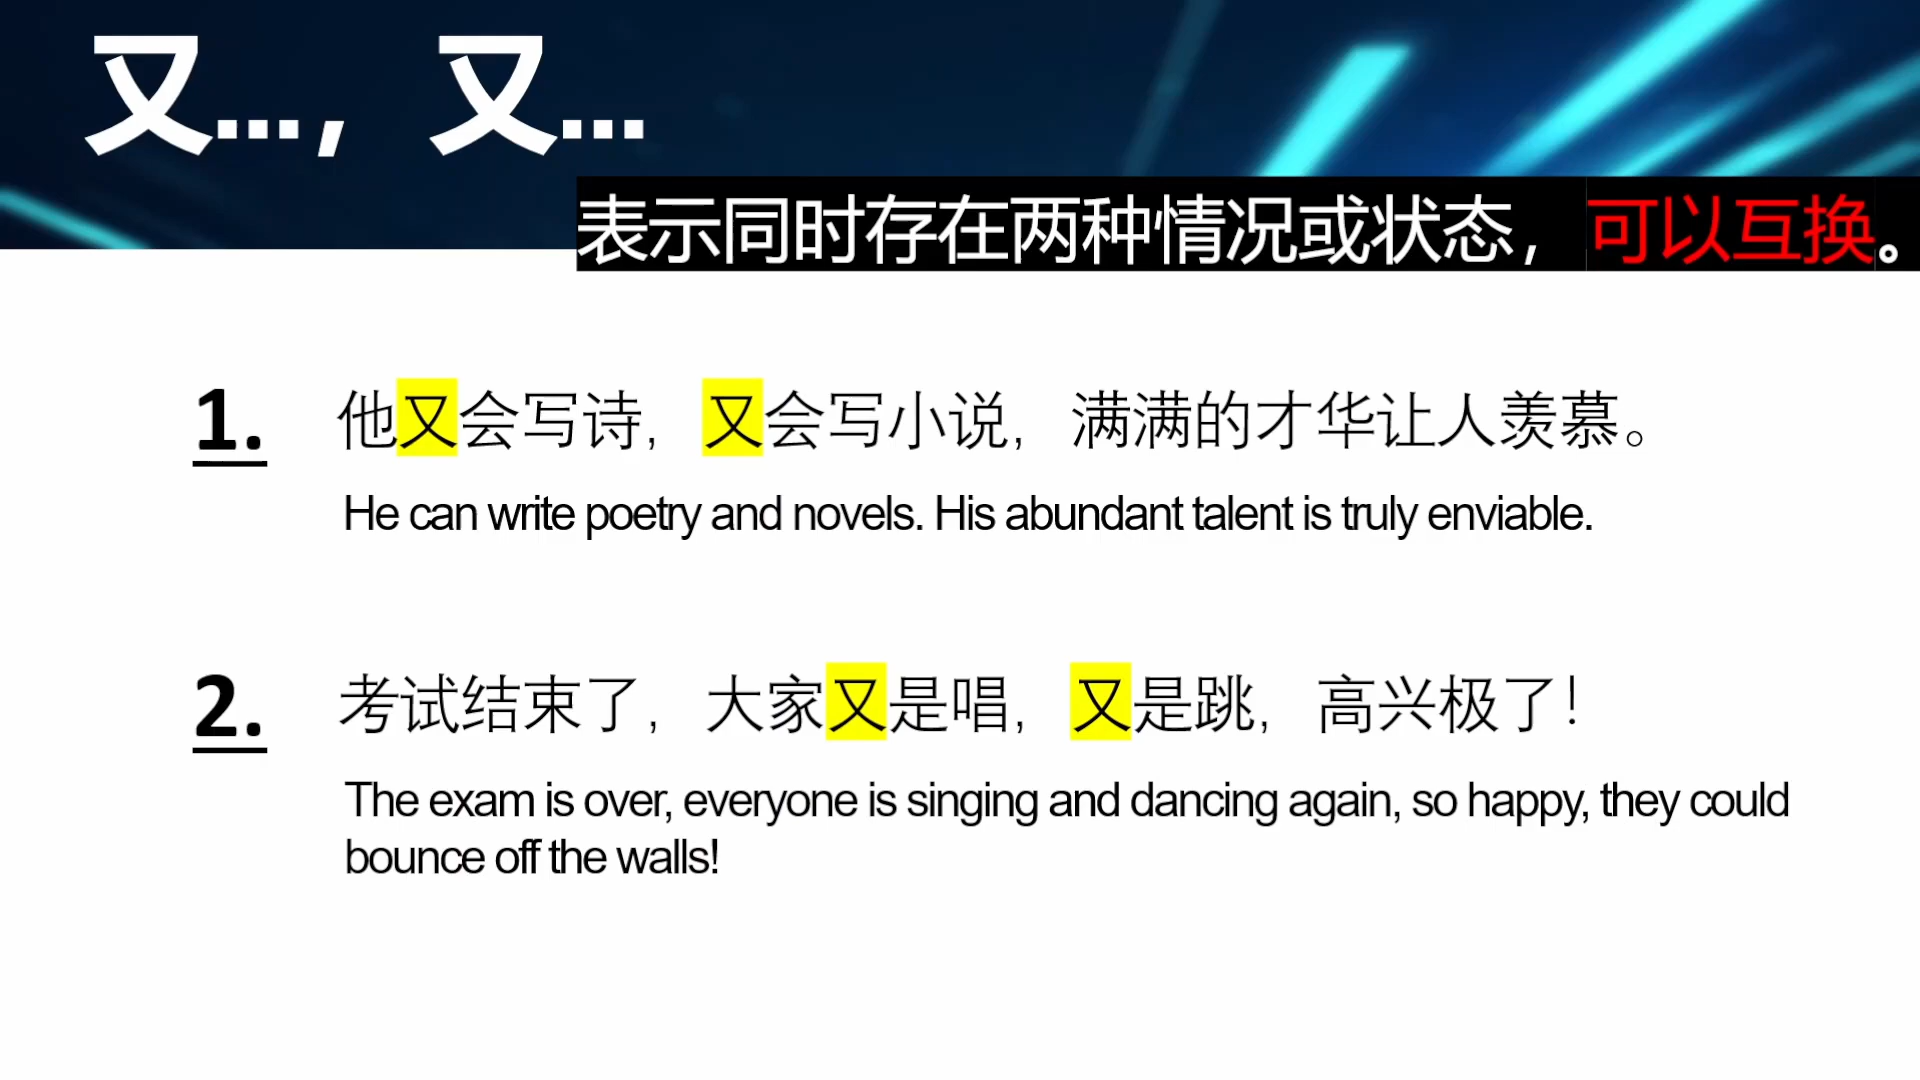 又...，又...
表示同时存在两种情况或状态，可以互换。
1. 他又会写诗，又会写小说，满满的才华让人羡慕。
He can write poetry and novels. His abundant talent is truly enviable.
2. 考试结束了，大家又是唱，又是跳，高兴极了！
The exam is over, everyone is singing and dancing again, so happy, they could
bounce off the walls!